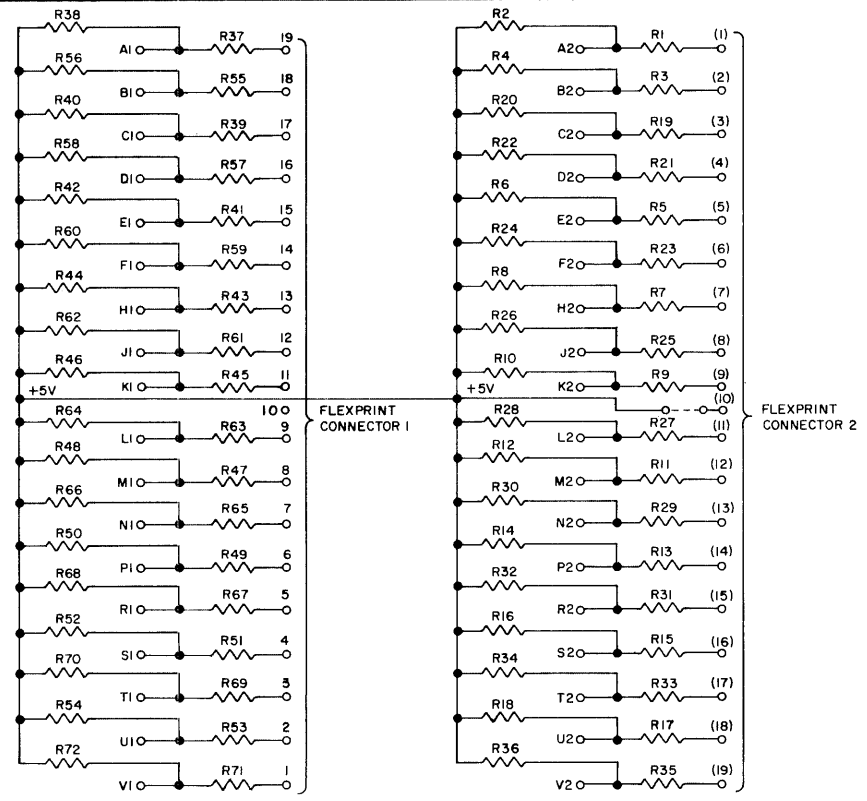 R38 R2
A1 R37 19 A2 R1 (1)
R56 R4
B1 R55 18 B2 R3 (2)
R40 R20
C1 R39 17 C2 R19 (3)
R58 R22
D1 R57 16 D2 R21 (4)
R42 R6
E1 R41 15 E2 R5 (5)
R60 R24
F1 R59 14 F2 R23 (6)
R44 R8
H1 R43 13 H2 R7 (7)
R62 R26
J1 R61 12 J2 R25 (8)
R46 R10
K1 R45 11 K2 R9 (9)
+5V +5V
10 (10)
FLEXPRINT CONNECTOR 1
FLEXPRINT CONNECTOR 2
R64 R28
L1 R63 9 L2 R27 (11)
R48 R12
M1 R47 8 M2 R11 (12)
R66 R30
N1 R65 7 N2 R29 (13)
R50 R14
P1 R49 6 P2 R13 (14)
R68 R32
R1 R67 5 R2 R31 (15)
R52 R16
S1 R51 4 S2 R15 (16)
R70 R34
T1 R69 3 T2 R33 (17)
R54 R18
U1 R53 2 U2 R17 (18)
R72 R36
V1 R71 1 V2 R35 (19)